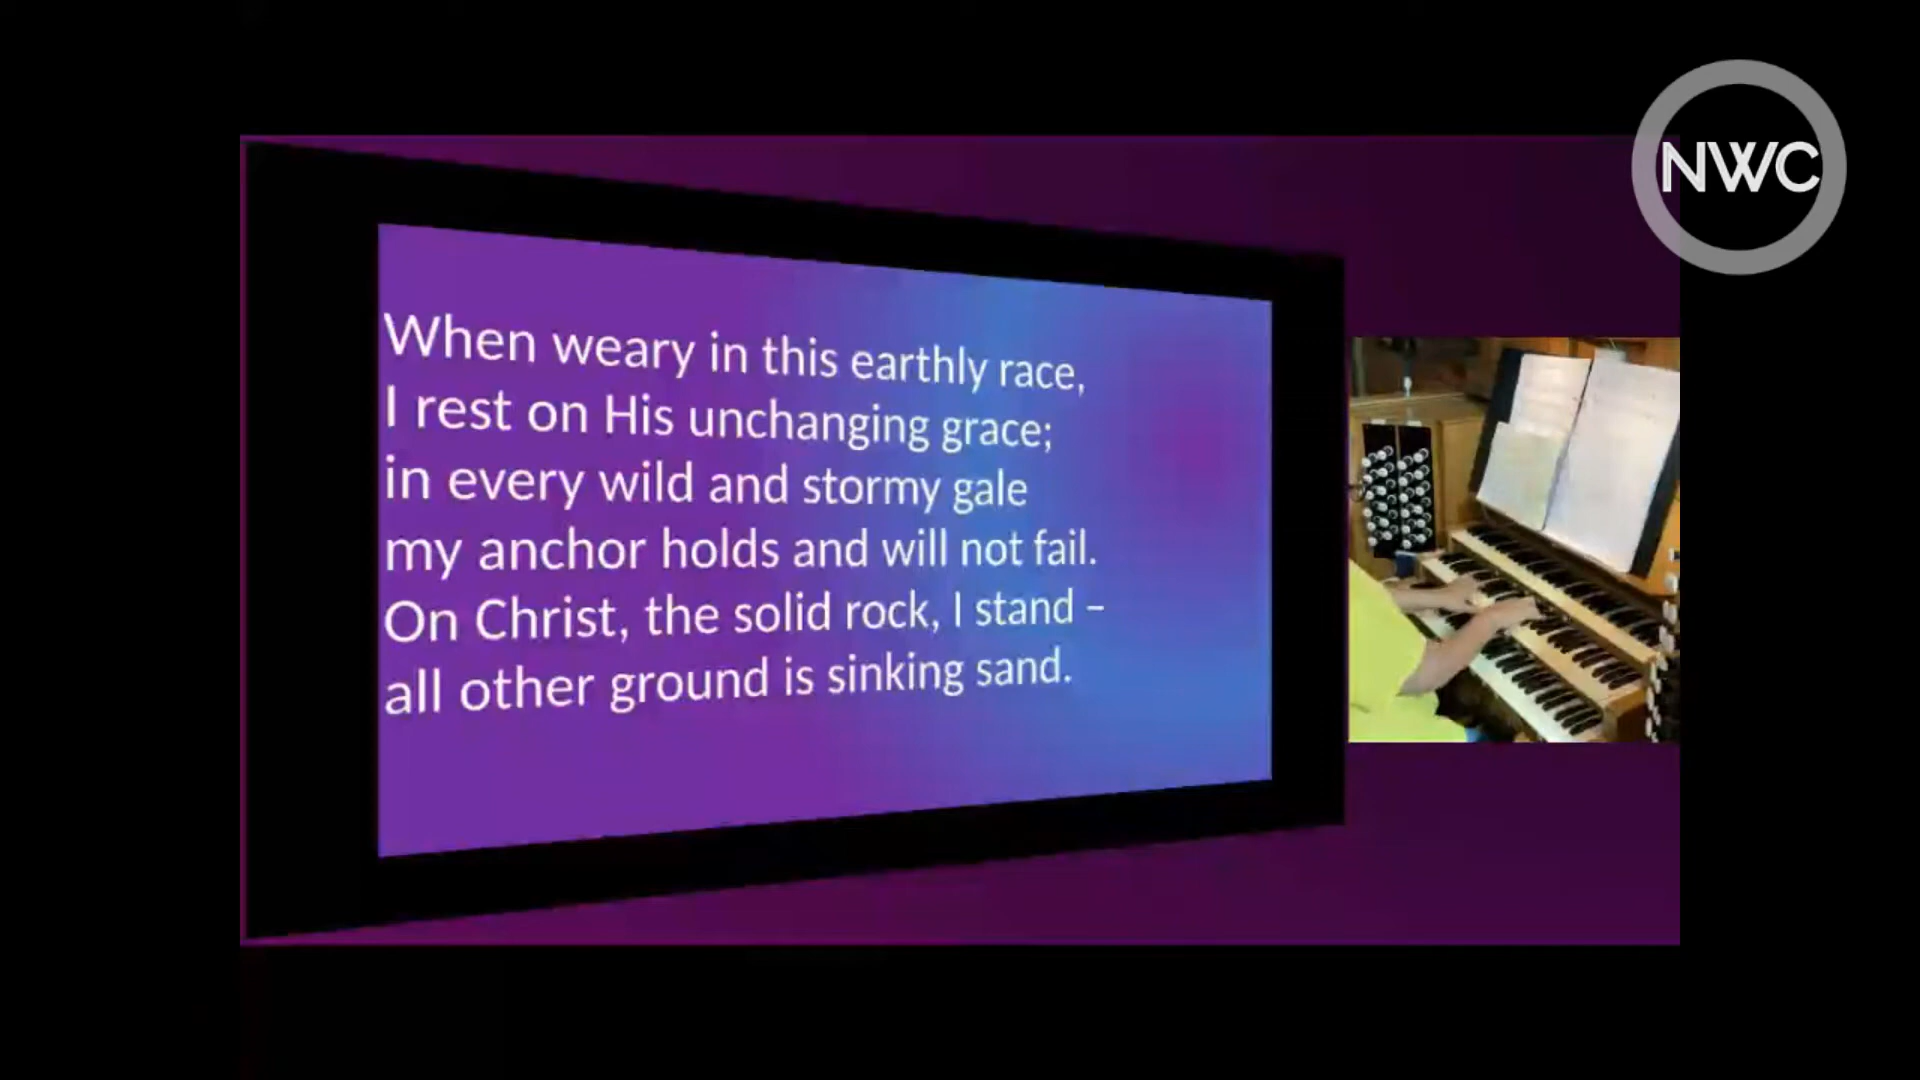 NWC
When weary in this earthly race,
I rest on His unchanging grace;
in every wild and stormy gale
my anchor holds and will not fail.
On Christ, the solid rock, I stand –
all other ground is sinking sand.